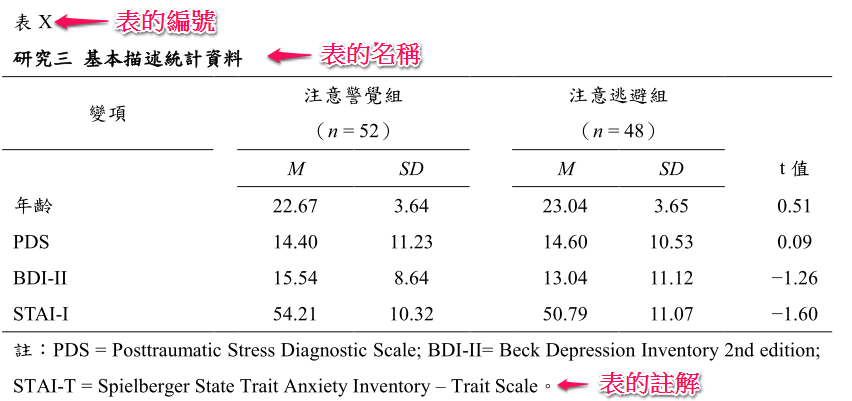 表 X 表的編號
研究三 基本描述統計資料 表的名稱
變項 注意警覺組 注意逃避組
（n = 52） （n = 48）
M SD M SD t 值
年齡 22.67 3.64 23.04 3.65 0.51
PDS 14.40 11.23 14.60 10.53 0.09
BDI-II 15.54 8.64 13.04 11.12 −1.26
STAI-I 54.21 10.32 50.79 11.07 −1.60
註：PDS = Posttraumatic Stress Diagnostic Scale; BDI-II= Beck Depression Inventory 2nd edition;
STAI-T = Spielberger State Trait Anxiety Inventory – Trait Scale。 表的註解